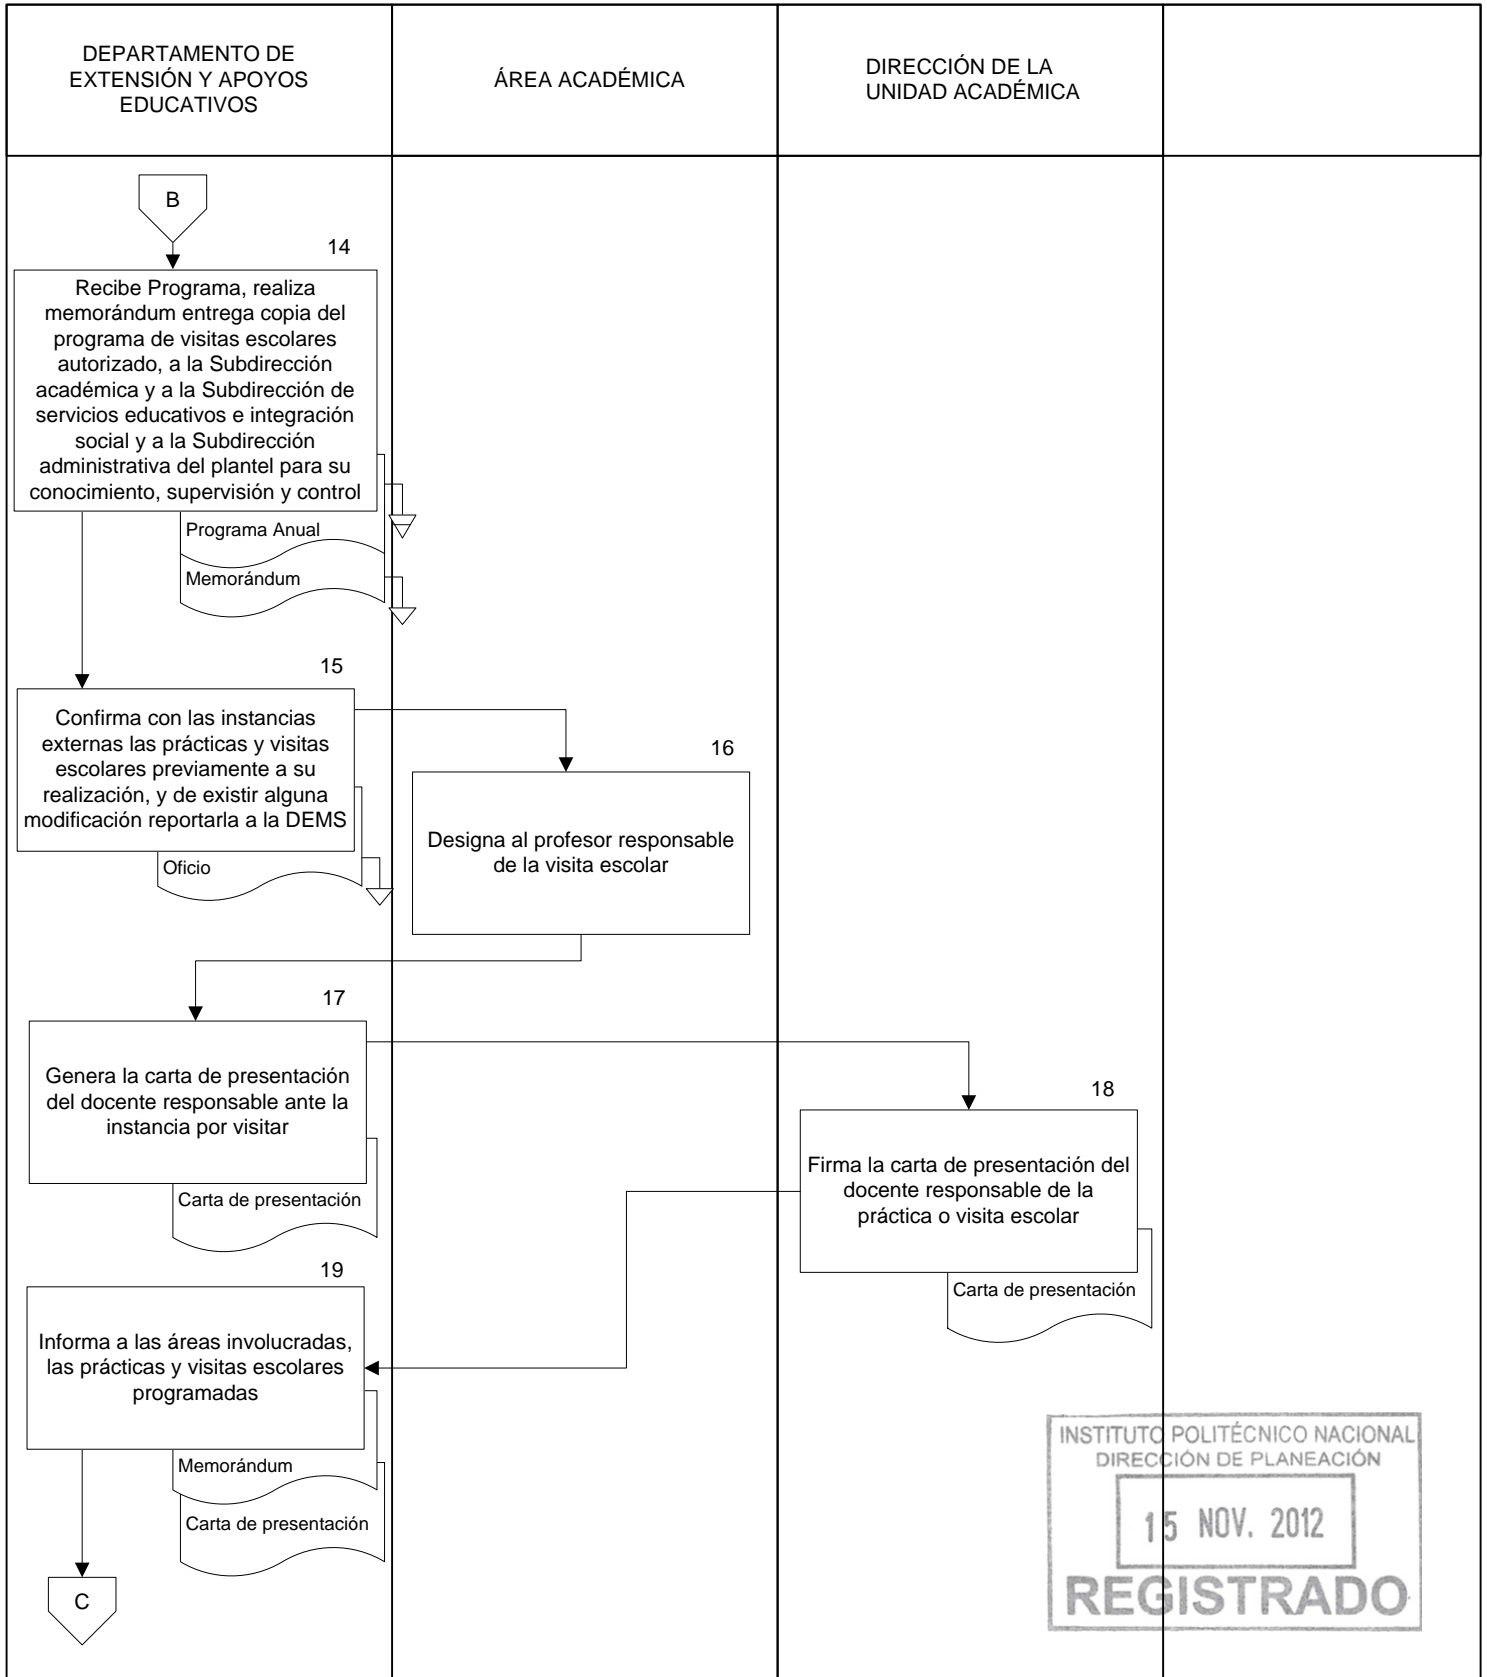 DEPARTAMENTO DE
EXTENSIÓN Y APOYOS
EDUCATIVOS
ÁREA ACADÉMICA
DIRECCIÓN DE LA
UNIDAD ACADÉMICA
B
14
Recibe Programa, realiza
memorándum entrega copia del
programa de visitas escolares
autorizado, a la Subdirección
académica y a la Subdirección de
servicios educativos e integración
social y a la Subdirección
administrativa del plantel para su
conocimiento, supervisión y control
Programa Anual
Memorándum
15
Confirma con las instancias
externas las prácticas y visitas
escolares previamente a su
realización, y de existir alguna
modificación reportarla a la DEMS
Oficio
16
Designa al profesor responsable
de la visita escolar
17
Genera la carta de presentación
del docente responsable ante la
instancia por visitar
Carta de presentación
18
Firma la carta de presentación del
docente responsable de la
práctica o visita escolar
Carta de presentación
19
Informa a las áreas involucradas,
las prácticas y visitas escolares
programadas
Memorándum
Carta de presentación
C
INSTITUTO POLITÉCNICO NACIONAL
DIRECCIÓN DE PLANEACIÓN
15 NOV. 2012
REGISTRADO